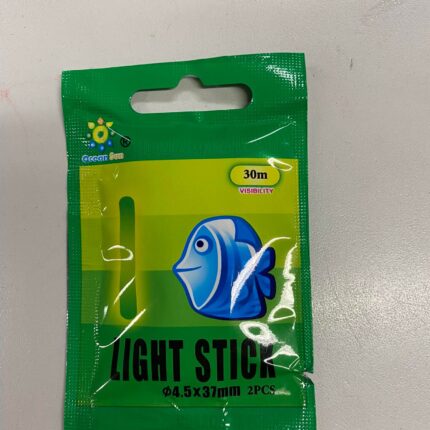 Ocean Sun ®
30m
VISIBILITY
LIGHT STICK
Φ4.5x37mm 2PCS